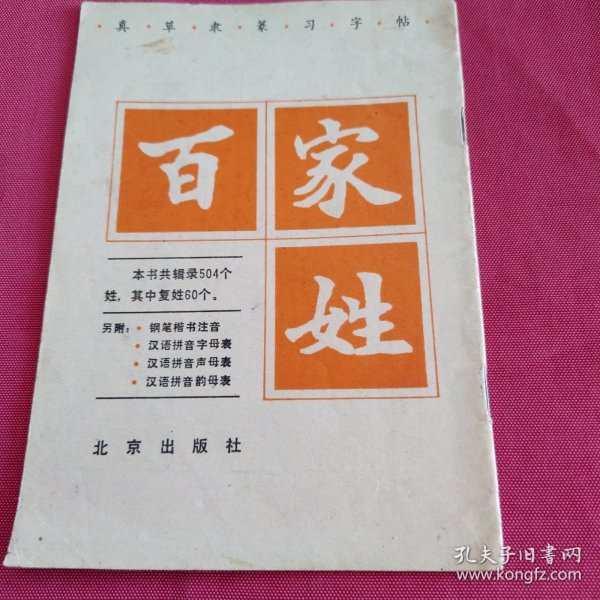 ·真·草·隶·篆·习·字·帖·
百家
姓
本书共辑录504个
姓，其中复姓60个。
另附：·钢笔楷书注音
·汉语拼音字母表
·汉语拼音声母表
·汉语拼音韵母表
北京出版社
孔夫子旧书网
www.kongfz.com